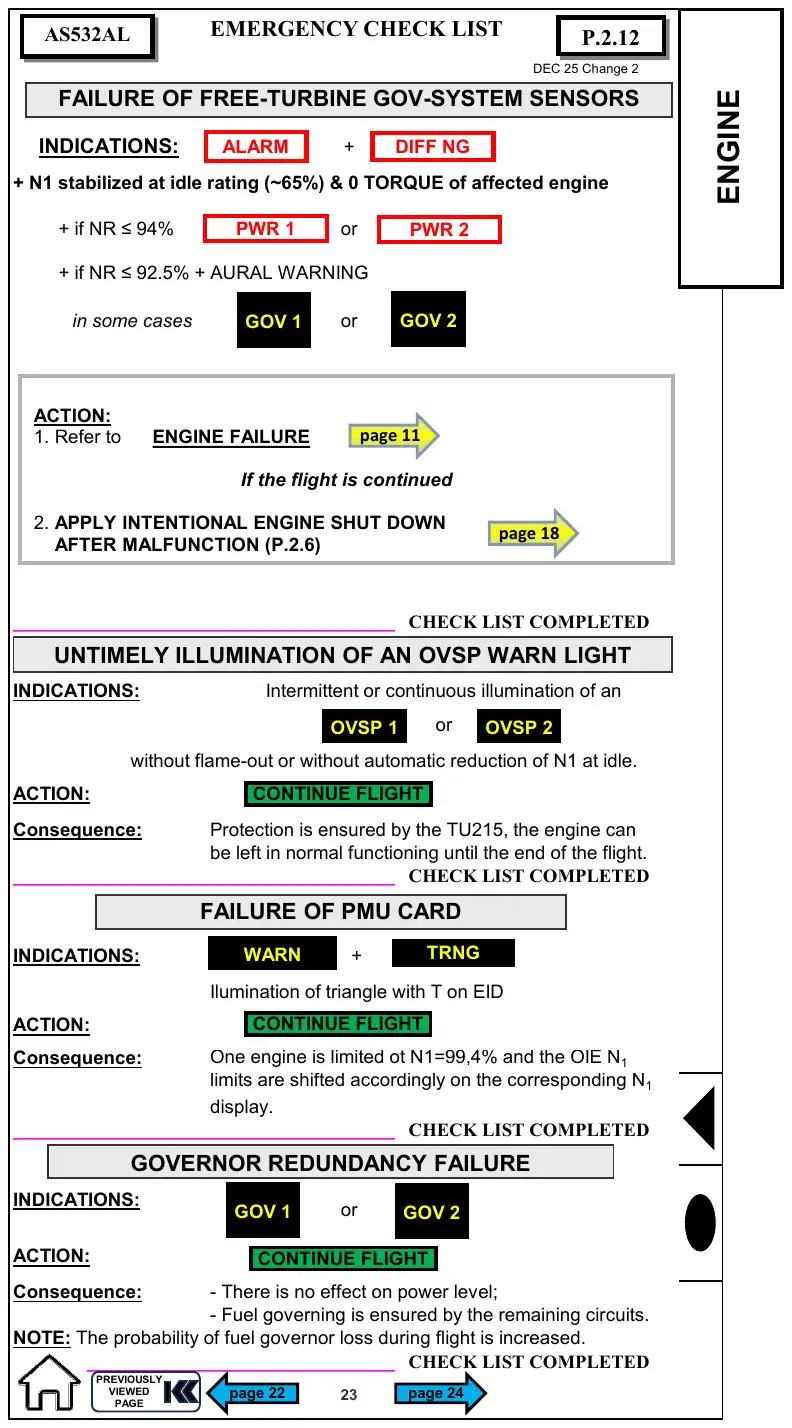 AS532AL
EMERGENCY CHECK LIST
P.2.12
DEC 25 Change 2
ENGINE
FAILURE OF FREE-TURBINE GOV-SYSTEM SENSORS
INDICATIONS: ALARM + DIFF NG
+ N1 stabilized at idle rating (~65%) & 0 TORQUE of affected engine
+ if NR ≤ 94% PWR 1 or PWR 2
+ if NR ≤ 92.5% + AURAL WARNING
in some cases GOV 1 or GOV 2
ACTION:
1. Refer to ENGINE FAILURE page 11
If the flight is continued
2. APPLY INTENTIONAL ENGINE SHUT DOWN
AFTER MALFUNCTION (P.2.6) page 18
CHECK LIST COMPLETED
UNTIMELY ILLUMINATION OF AN OVSP WARN LIGHT
INDICATIONS: Intermittent or continuous illumination of an
OVSP 1 or OVSP 2
without flame-out or without automatic reduction of N1 at idle.
ACTION: CONTINUE FLIGHT
Consequence: Protection is ensured by the TU215, the engine can
be left in normal functioning until the end of the flight.
CHECK LIST COMPLETED
FAILURE OF PMU CARD
INDICATIONS: WARN + TRNG
Ilumination of triangle with T on EID
ACTION: CONTINUE FLIGHT
Consequence: One engine is limited ot N1=99,4% and the OIE N1
limits are shifted accordingly on the corresponding N1
display.
CHECK LIST COMPLETED
GOVERNOR REDUNDANCY FAILURE
INDICATIONS: GOV 1 or GOV 2
ACTION: CONTINUE FLIGHT
Consequence: - There is no effect on power level;
- Fuel governing is ensured by the remaining circuits.
NOTE: The probability of fuel governor loss during flight is increased.
CHECK LIST COMPLETED
PREVIOUSLY
VIEWED
PAGE
page 22
23
page 24